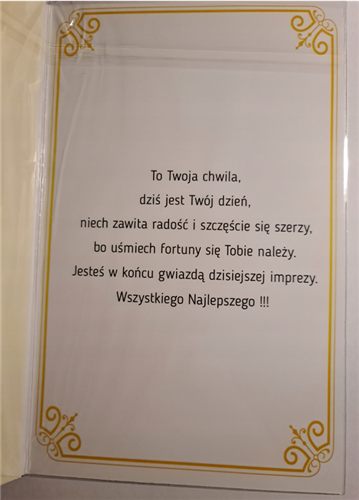 To Twoja chwila,
dziś jest Twój dzień,
niech zawita radość i szczęście się szerzy,
bo uśmiech fortuny się Tobie należy.
Jesteś w końcu gwiazdą dzisiejszej imprezy.
Wszystkiego Najlepszego !!!